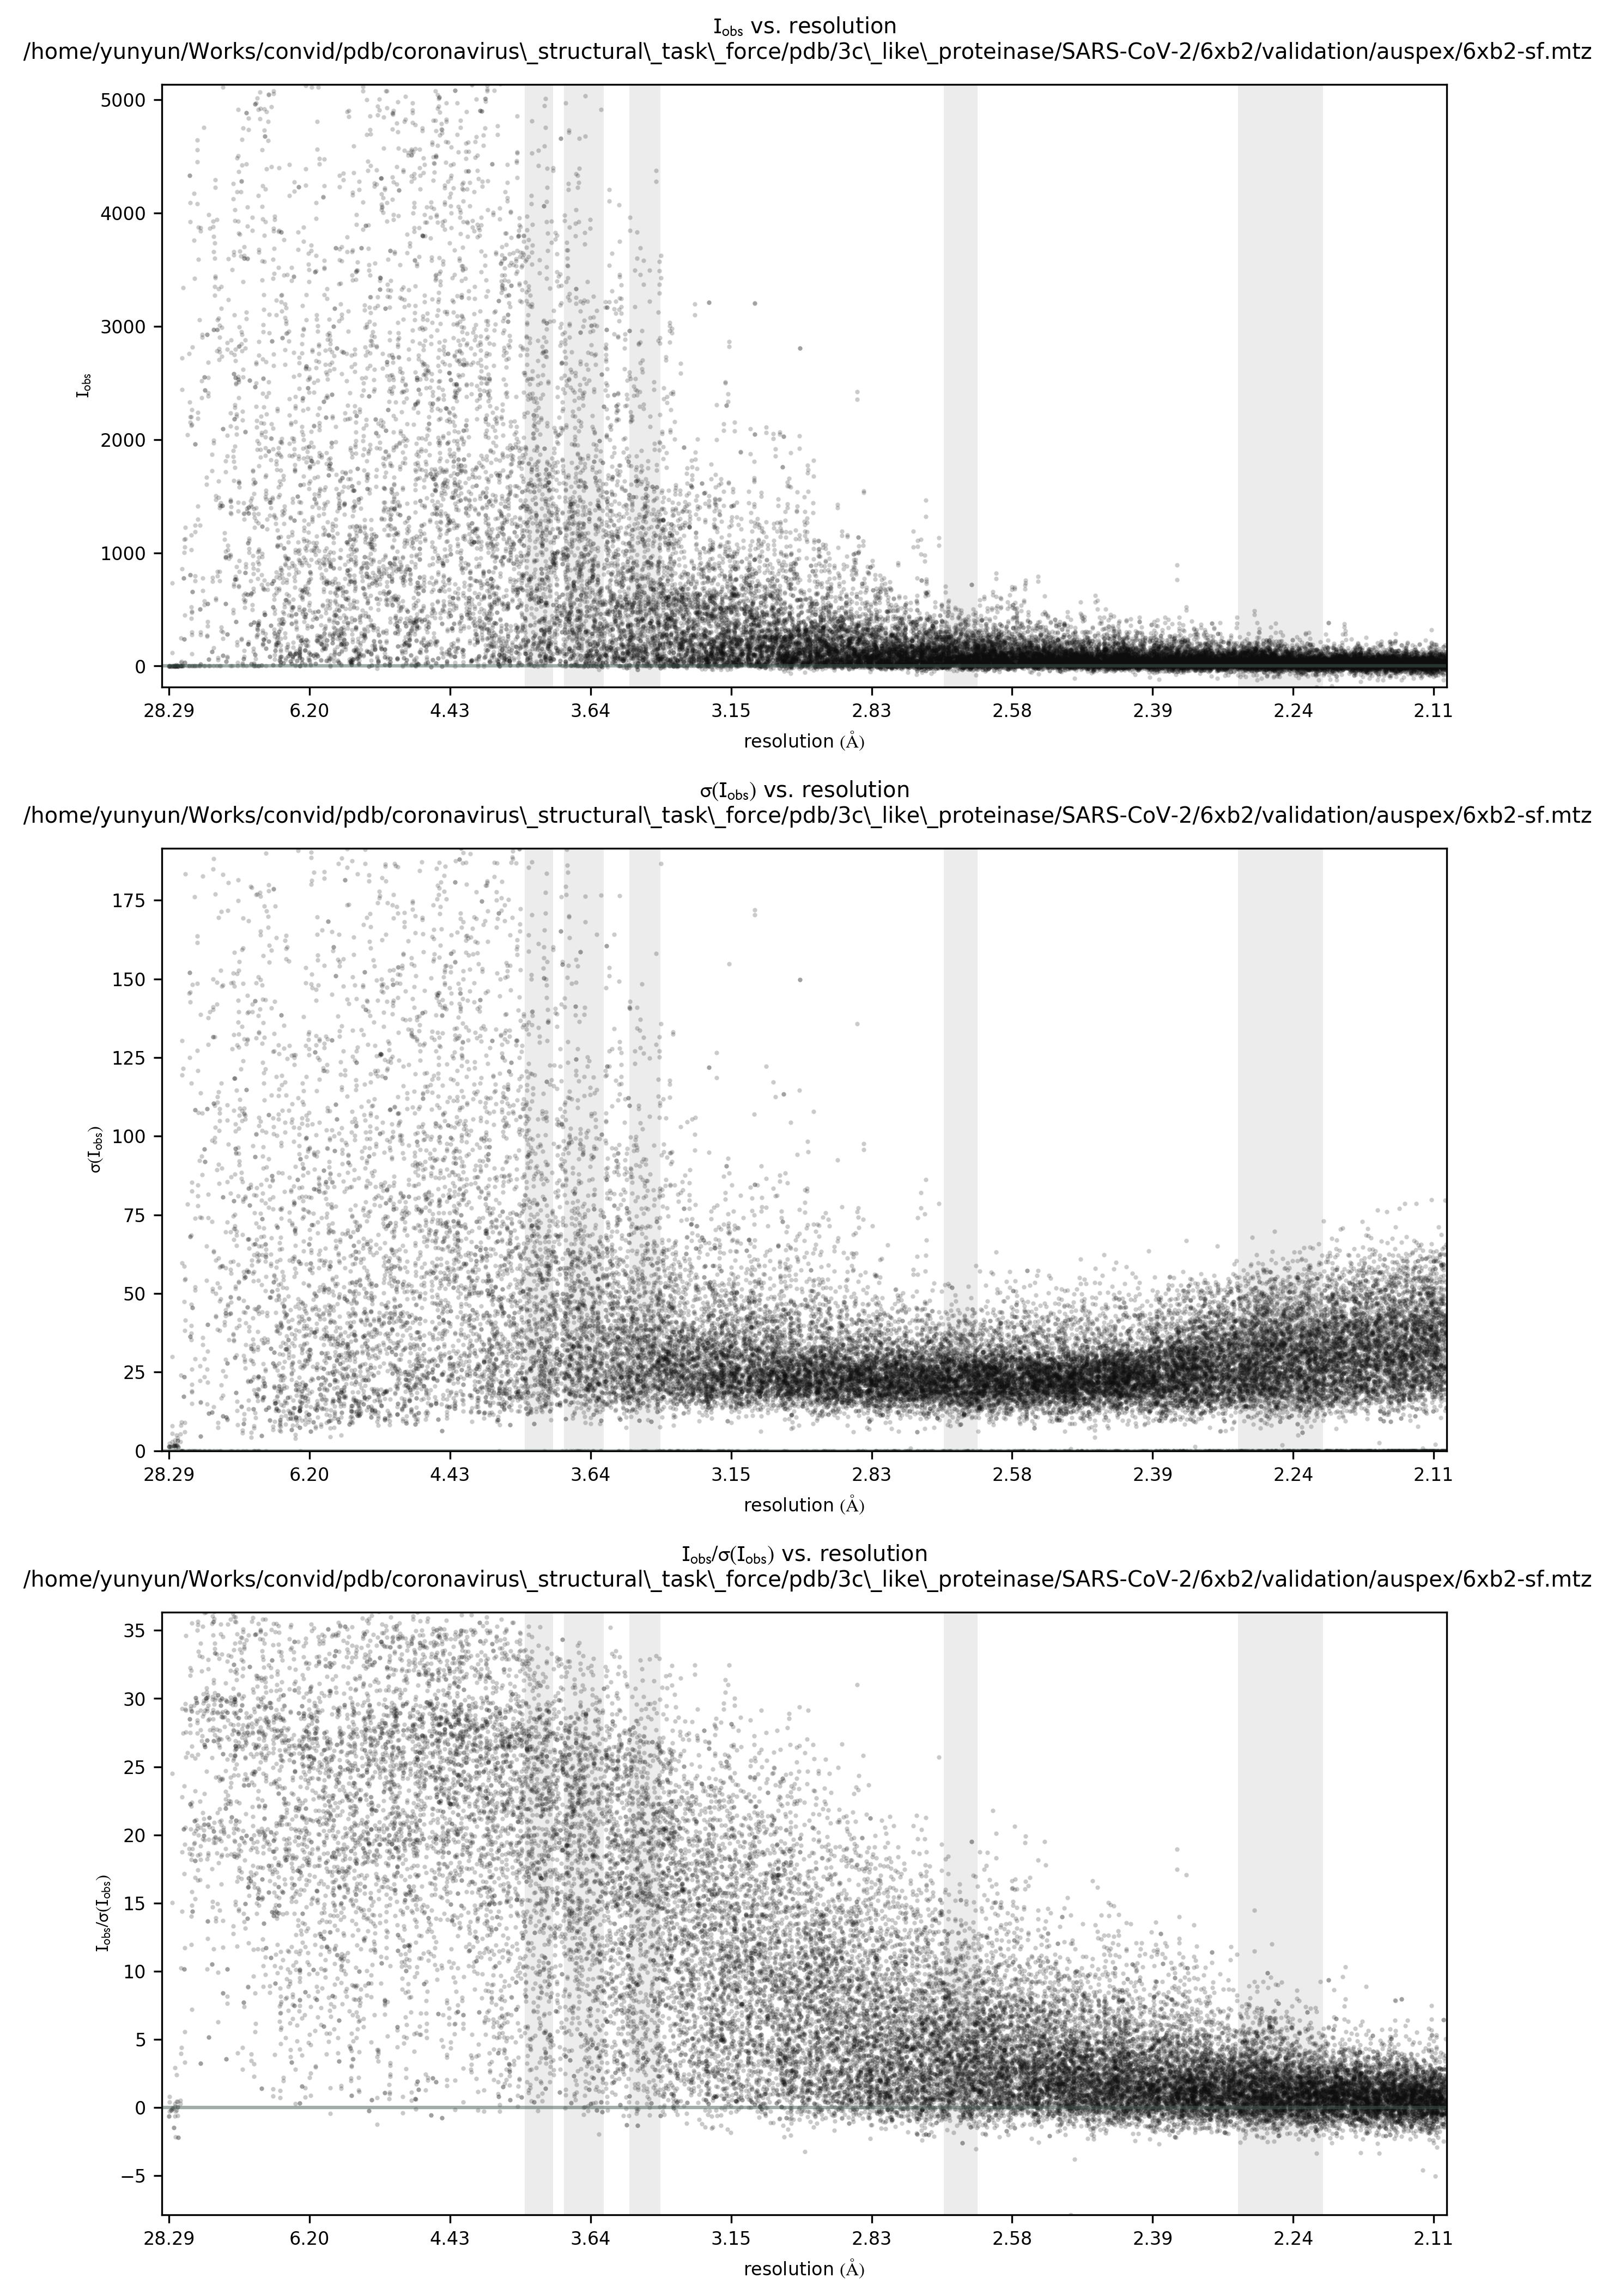 Iobs vs. resolution
/home/yunyun/Works/convid/pdb/coronavirus\_structural\_task\_force/pdb/3c\_like\_proteinase/SARS-CoV-2/6xb2/validation/auspex/6xb2-sf.mtz
5000
4000
3000
2000
1000
0
Iobs
28.29 6.20 4.43 3.64 3.15 2.83 2.58 2.39 2.24 2.11
resolution (Å)
σ(Iobs) vs. resolution
/home/yunyun/Works/convid/pdb/coronavirus\_structural\_task\_force/pdb/3c\_like\_proteinase/SARS-CoV-2/6xb2/validation/auspex/6xb2-sf.mtz
175
150
125
100
75
50
25
0
σ(Iobs)
28.29 6.20 4.43 3.64 3.15 2.83 2.58 2.39 2.24 2.11
resolution (Å)
Iobs/σ(Iobs) vs. resolution
/home/yunyun/Works/convid/pdb/coronavirus\_structural\_task\_force/pdb/3c\_like\_proteinase/SARS-CoV-2/6xb2/validation/auspex/6xb2-sf.mtz
35
30
25
20
15
10
5
0
−5
Iobs/σ(Iobs)
28.29 6.20 4.43 3.64 3.15 2.83 2.58 2.39 2.24 2.11
resolution (Å)